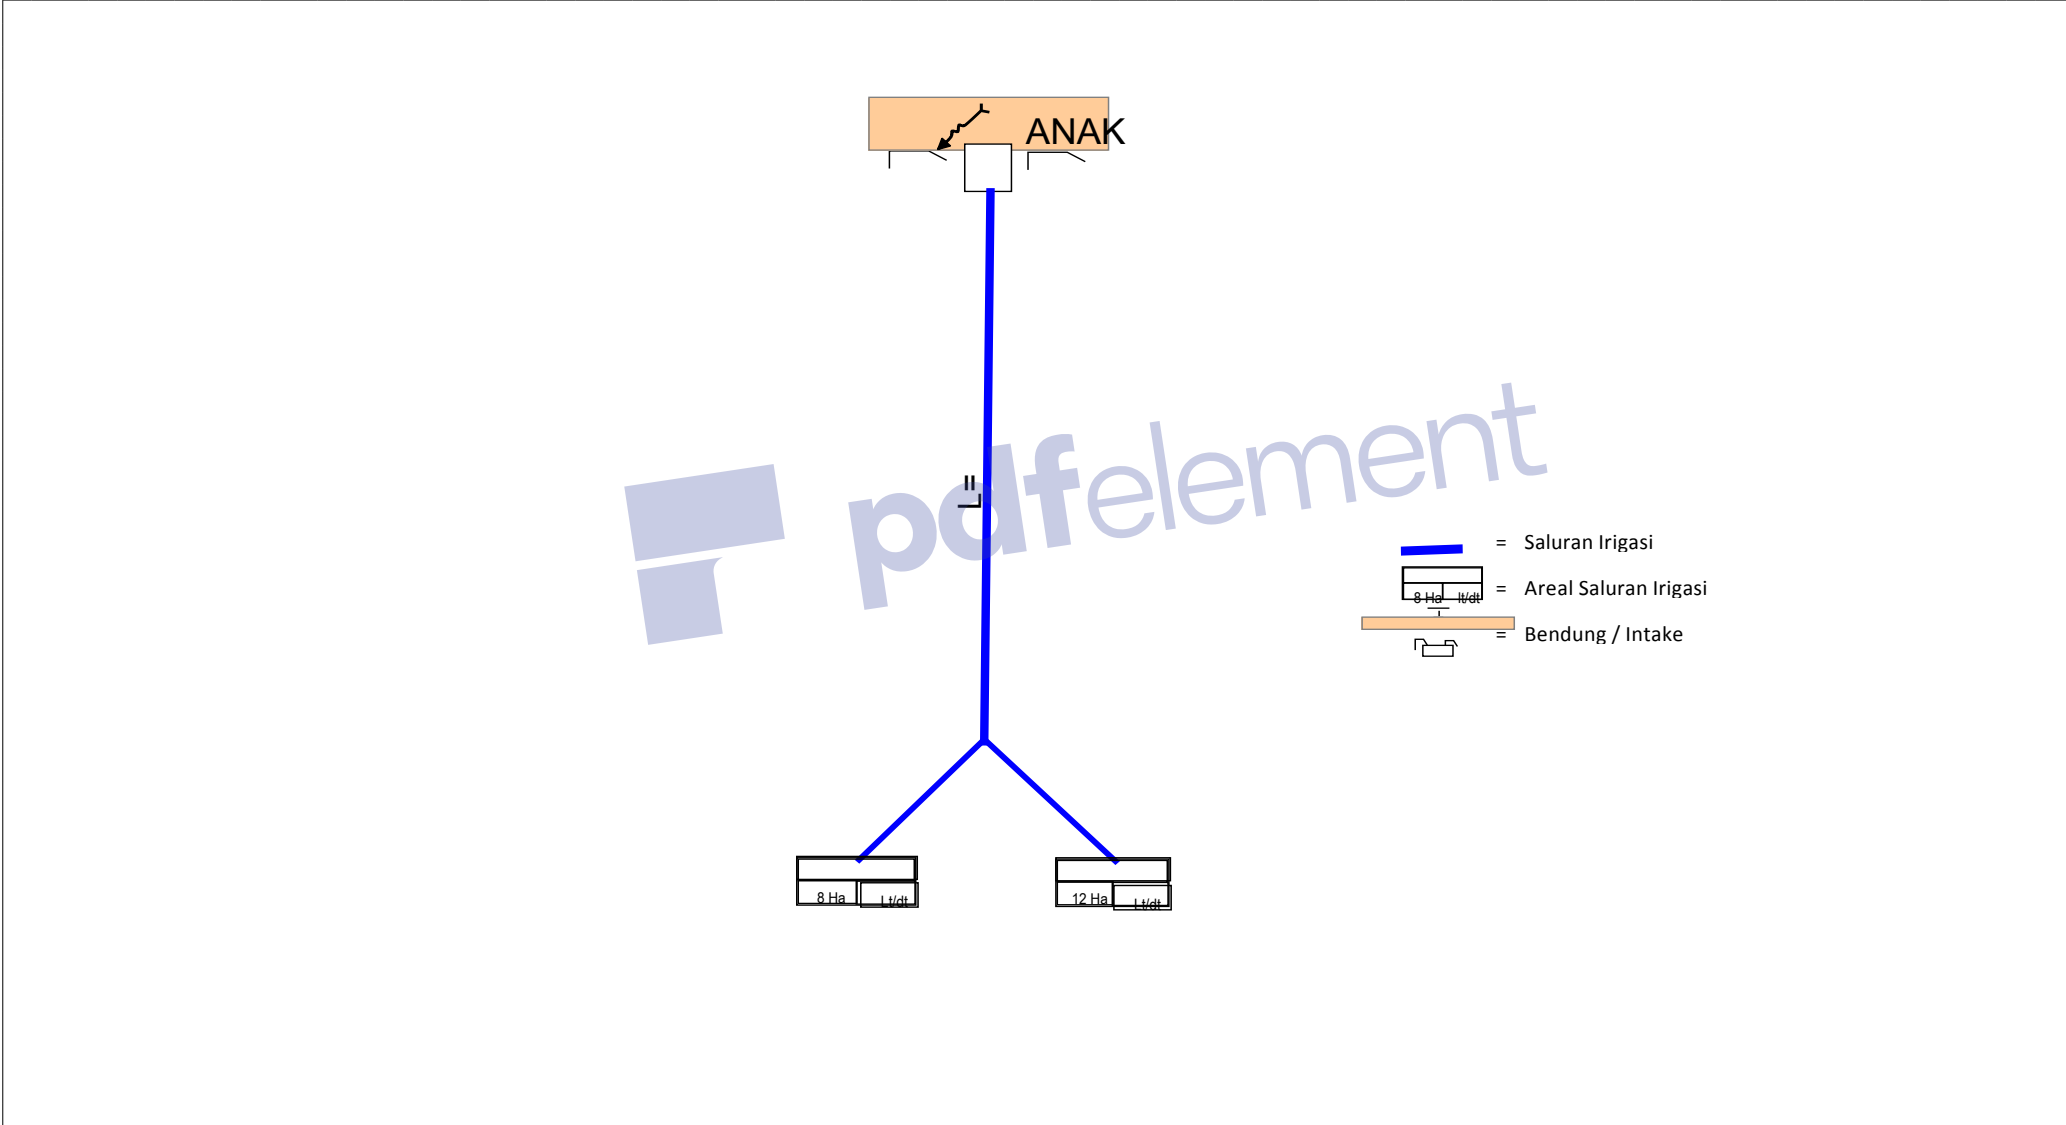 ANAK
L=
pdfelement
= Saluran Irigasi
8 Ha lt/dt
= Areal Saluran Irigasi
= Bendung / Intake
8 Ha Lt/dt
12 Ha Lt/dt